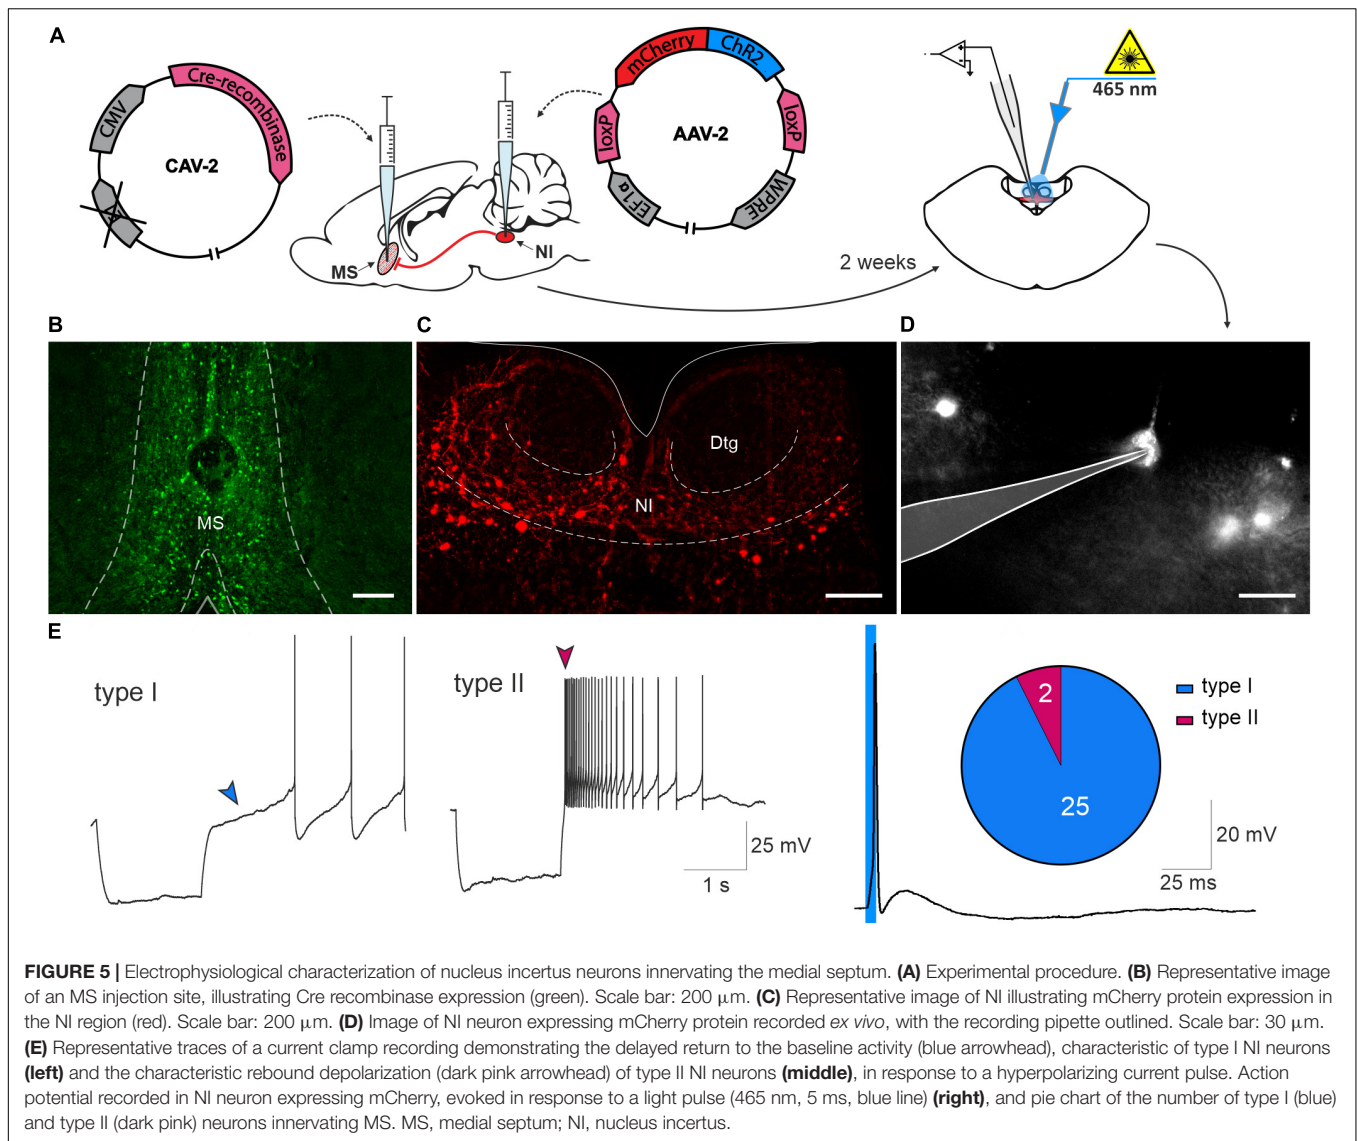 A
CMV
Cre-recombinase
CAV-2
mCherry
ChR2
loxP
loxP
AAV-2
EF1α
WPRE
MS
NI
465 nm
2 weeks
B
MS
C
Dtg
NI
D
E
type I
type II
25 mV
1 s
2
25
type I
type II
20 mV
25 ms
FIGURE 5 | Electrophysiological characterization of nucleus incertus neurons innervating the medial septum. (A) Experimental procedure. (B) Representative image
of an MS injection site, illustrating Cre recombinase expression (green). Scale bar: 200 μm. (C) Representative image of NI illustrating mCherry protein expression in
the NI region (red). Scale bar: 200 μm. (D) Image of NI neuron expressing mCherry protein recorded ex vivo, with the recording pipette outlined. Scale bar: 30 μm.
(E) Representative traces of a current clamp recording demonstrating the delayed return to the baseline activity (blue arrowhead), characteristic of type I NI neurons
(left) and the characteristic rebound depolarization (dark pink arrowhead) of type II NI neurons (middle), in response to a hyperpolarizing current pulse. Action
potential recorded in NI neuron expressing mCherry, evoked in response to a light pulse (465 nm, 5 ms, blue line) (right), and pie chart of the number of type I (blue)
and type II (dark pink) neurons innervating MS. MS, medial septum; NI, nucleus incertus.